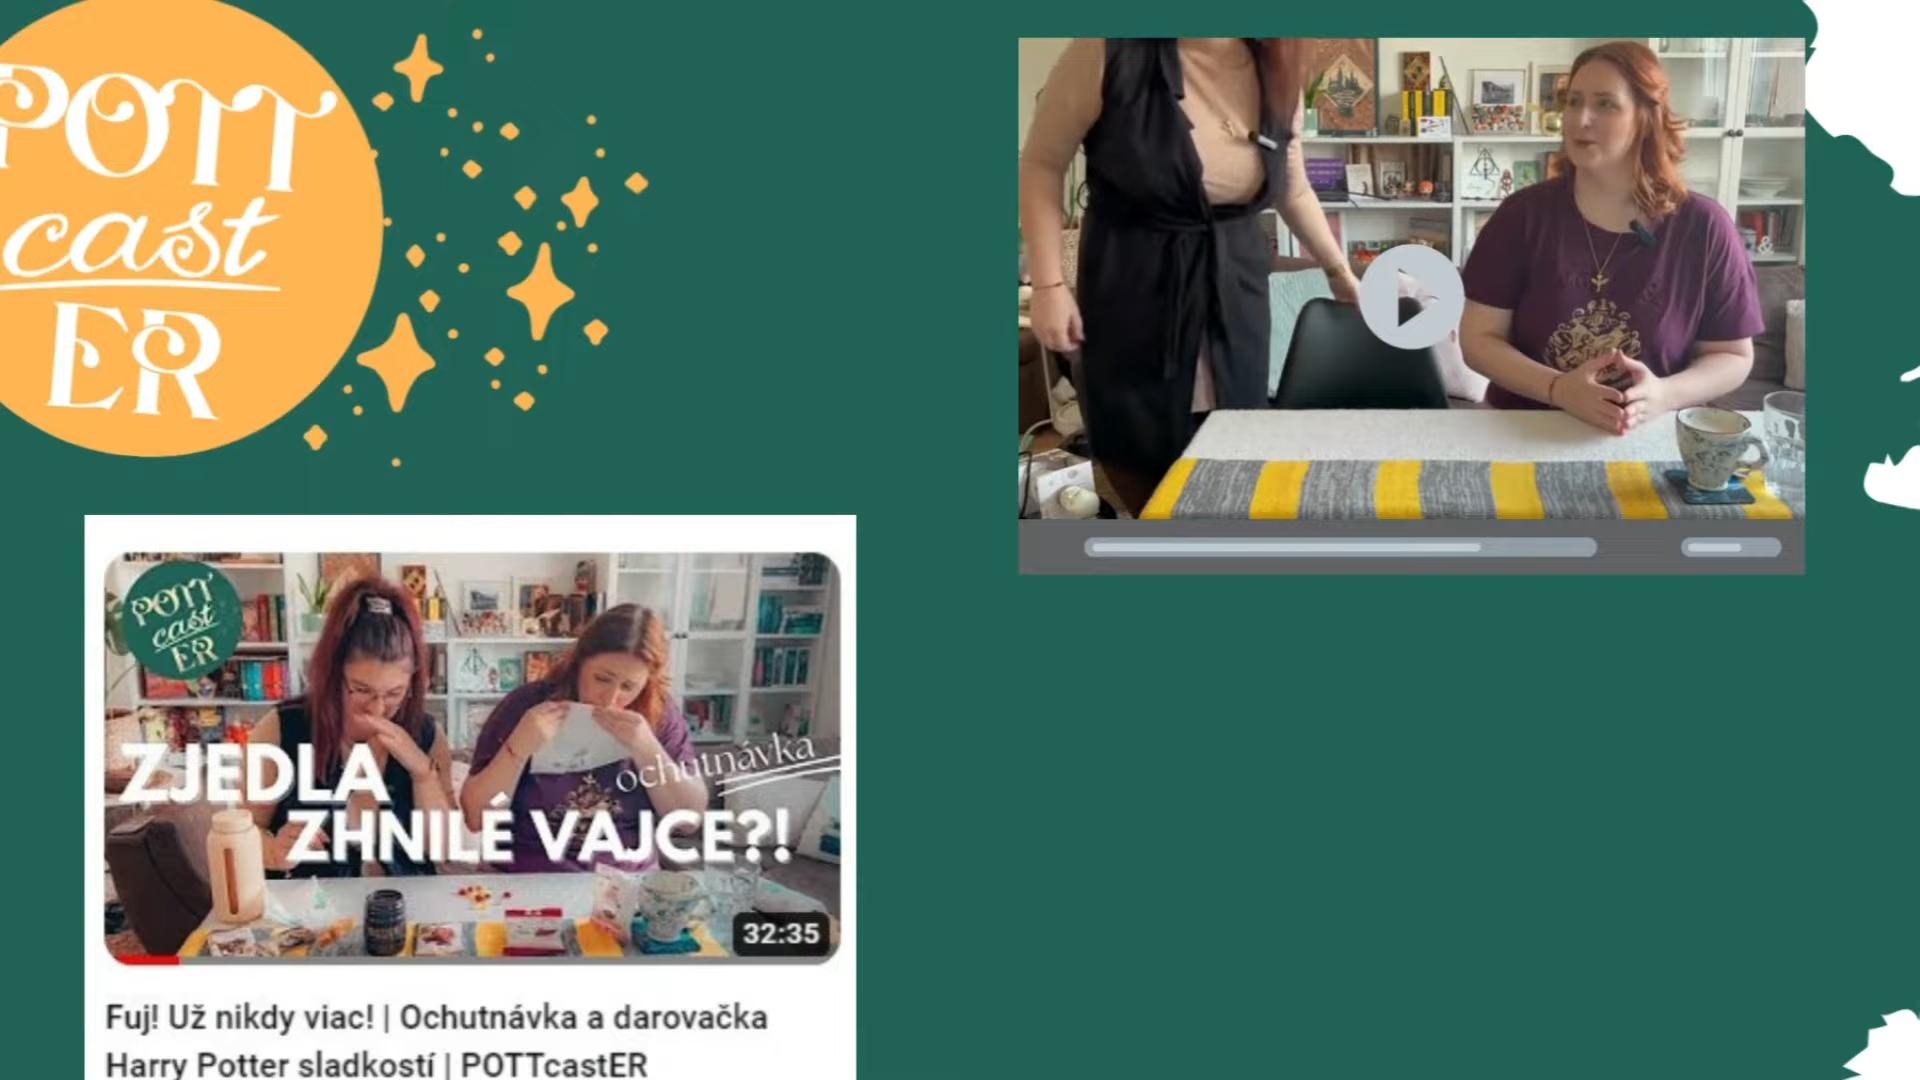 POTT
cast
ER
POTT
cast
ER
ZJEDLA
ochutnávka
ZHNILÉ VAJCE?!
32:35
Fuj! Už nikdy viac! | Ochutnávka a darovačka
Harry Potter sladkostí | POTTcastER